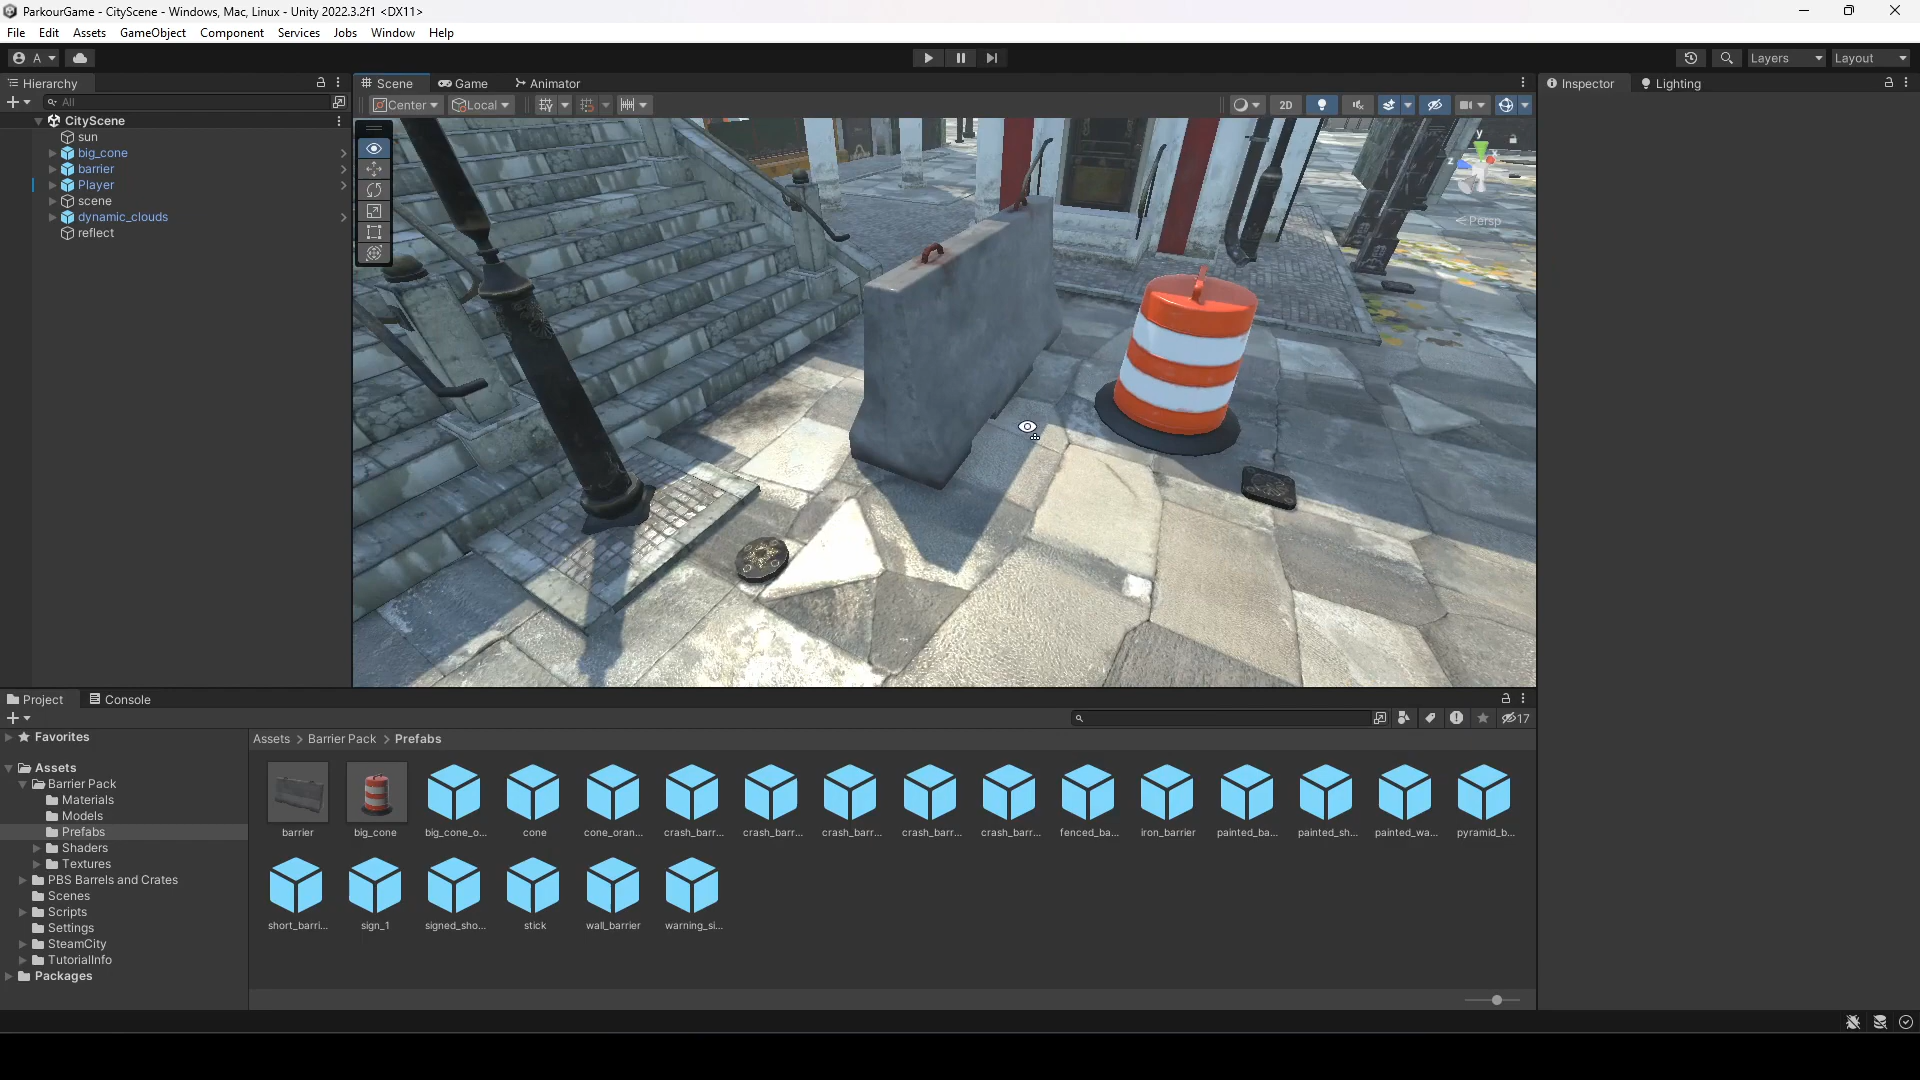 ParkourGame - CityScene - Windows, Mac, Linux - Unity 2022.3.2f1 <DX11>
File Edit Assets GameObject Component Services Jobs Window Help
A Layers Layout
Hierarchy Scene Game Animator Inspector Lighting
All Center Local 2D
CityScene
sun
big_cone
barrier
Player
scene
dynamic_clouds
reflect
y
x
z
Persp
Project Console
17
Favorites
Assets > Barrier Pack > Prefabs
Assets
Barrier Pack
Materials
Models
Prefabs
Shaders
Textures
PBS Barrels and Crates
Scenes
Scripts
Settings
SteamCity
TutorialInfo
Packages
barrier big_cone big_cone_o... cone cone_oran... crash_barr... crash_barr... crash_barr... crash_barr... crash_barr... fenced_ba... iron_barrier painted_ba... painted_sh... painted_wa... pyramid_b...
short_barri... sign_1 signed_sho... stick wall_barrier warning_si...